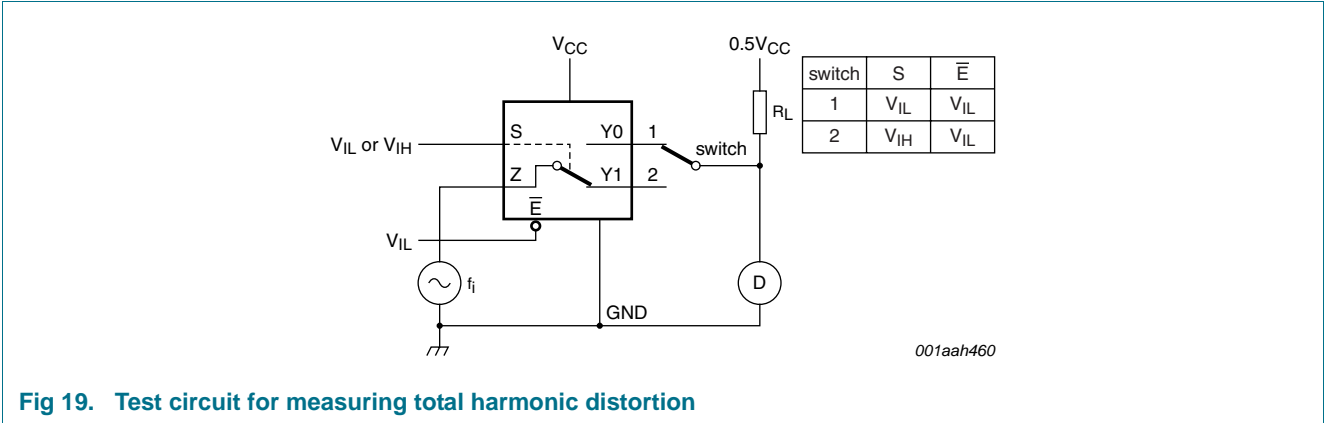 VCC
0.5VCC
switch S E̅
1 VIL VIL
2 VIH VIL
RL
VIL or VIH
S
Y0
1
switch
Z
Y1
2
E̅
VIL
fi
D
GND
001aah460
Fig 19. Test circuit for measuring total harmonic distortion